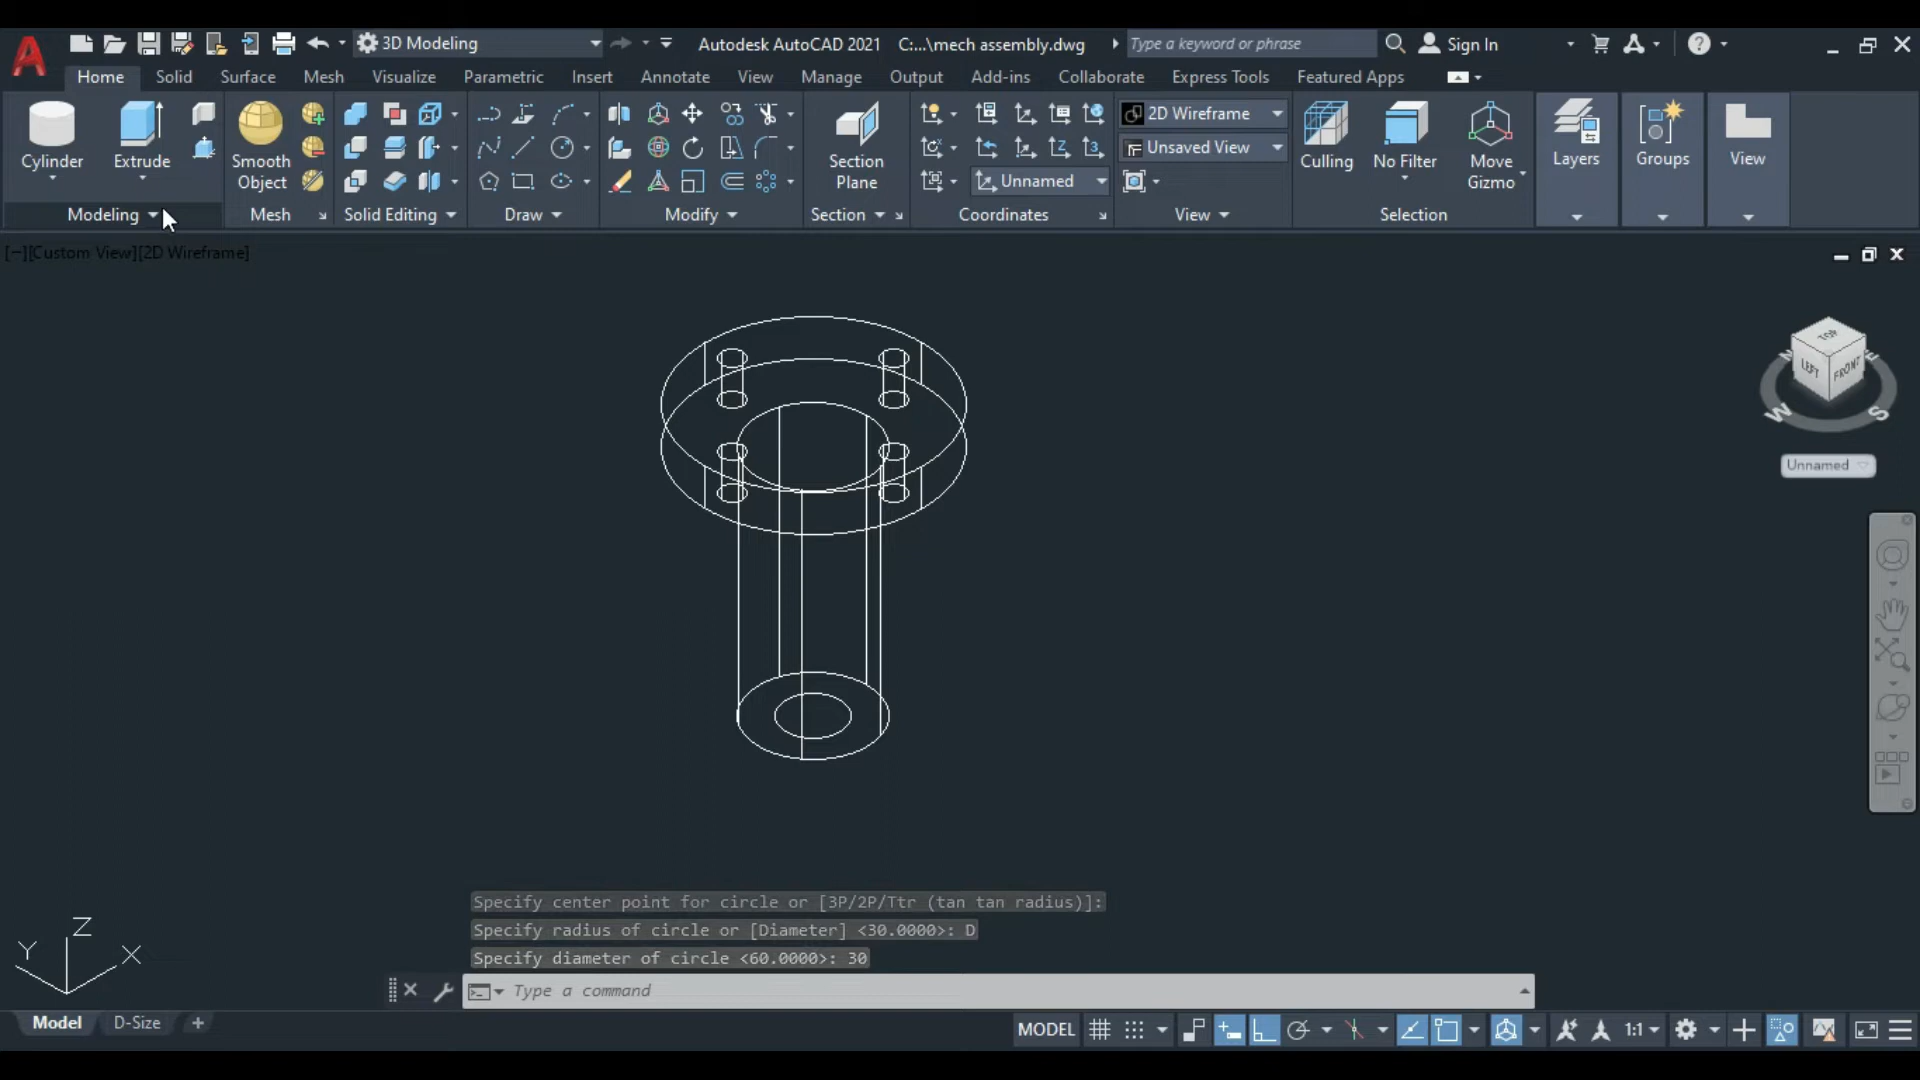 3D Modeling
Autodesk AutoCAD 2021 C:...\mech assembly.dwg
Type a keyword or phrase
Sign In
Home Solid Surface Mesh Visualize Parametric Insert Annotate View Manage Output Add-ins Collaborate Express Tools Featured Apps
Cylinder
Extrude
Smooth
Object
Section
Plane
2D Wireframe
Unsaved View
Unnamed
Culling
No Filter
Move
Gizmo
Layers
Groups
View
Modeling
Mesh
Solid Editing
Draw
Modify
Section
Coordinates
View
Selection
[−][Custom View][2D Wireframe]
TOP
LEFT
FRONT
N
E
W
S
Unnamed
Z
Y
X
Specify center point for circle or [3P/2P/Ttr (tan tan radius)]:
Specify radius of circle or [Diameter] <30.0000>: D
Specify diameter of circle <60.0000>: 30
Type a command
Model
D-Size
+
MODEL
1:1